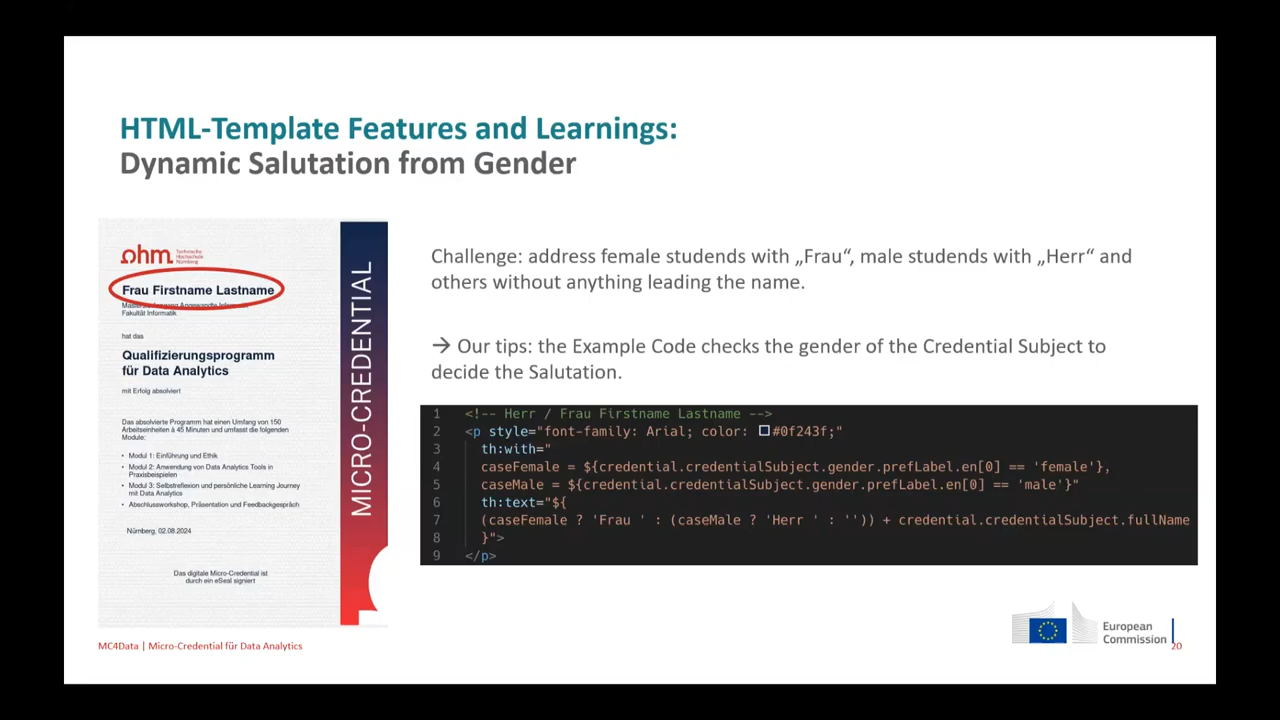 HTML-Template Features and Learnings:
Dynamic Salutation from Gender
ohm
Technische
Hochschule
Nürnberg
Frau Firstname Lastname
Fakultät Informatik
hat das
Qualifizierungsprogramm
für Data Analytics
mit Erfolg absolviert
Das absolvierte Programm hat einen Umfang von 150
Arbeitseinheiten à 45 Minuten und umfasst die folgenden
Module:
• Modul 1: Einführung und Ethik
• Modul 2: Anwendung von Data Analytics Tools in
Praxisbeispielen
• Modul 3: Selbstreflexion und persönliche Learning Journey
mit Data Analytics
• Abschlussworkshop, Präsentation und Feedbackgespräch
Nürnberg, 02.08.2024
Das digitale Micro-Credential ist
durch ein eSeal signiert
MICRO-CREDENTIAL
Challenge: address female studends with „Frau“, male studends with „Herr“ and
others without anything leading the name.
→ Our tips: the Example Code checks the gender of the Credential Subject to
decide the Salutation.
1 <!-- Herr / Frau Firstname Lastname -->
2 <p style="font-family: Arial; color: #0f243f;"
3 th:with="
4 caseFemale = ${credential.credentialSubject.gender.prefLabel.en[0] == 'female'},
5 caseMale = ${credential.credentialSubject.gender.prefLabel.en[0] == 'male'}"
6 th:text="${
7 (caseFemale ? 'Frau ' : (caseMale ? 'Herr ' : '')) + credential.credentialSubject.fullName
8 }">
9 </p>
MC4Data | Micro-Credential für Data Analytics
European
Commission
20